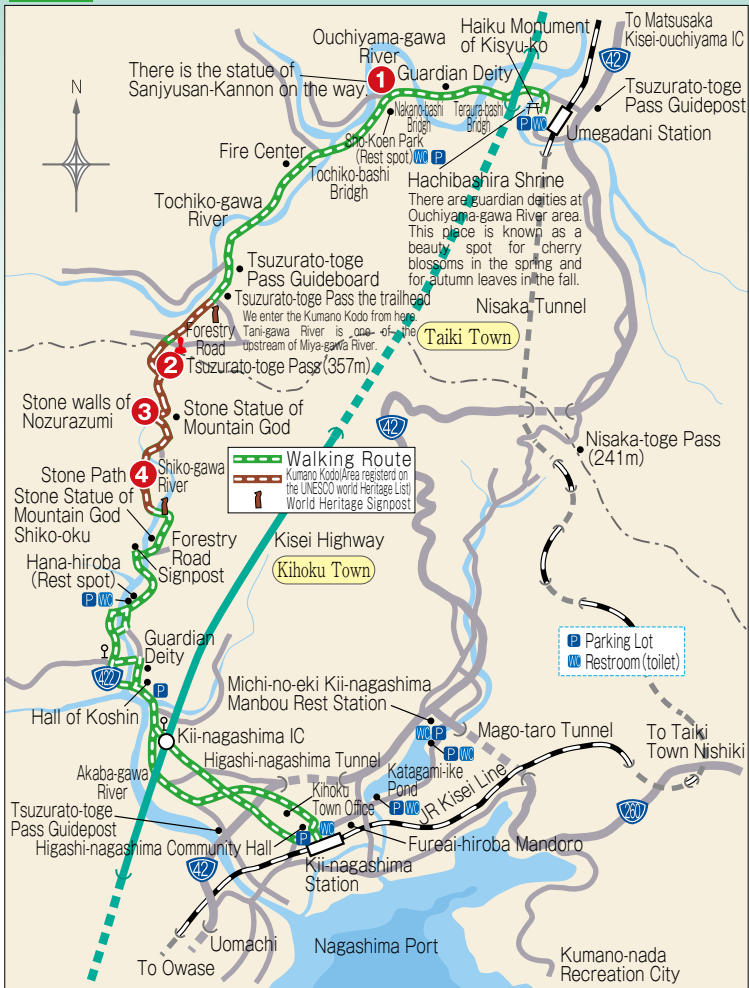 Ouchiyama-gawa
River
Haiku Monument
of Kisyu-ko
To Matsusaka
Kisei-ouchiyama IC
42
There is the statue of
Sanjyusan-Kannon on the way.
1
Guardian Deity
Tsuzurato-toge
Pass Guidepost
N
Nakano-bashi
Bridgh
Teraura-bashi
Bridgh
P WC
Umegadani Station
Sho-Koen Park
(Rest spot) WC P
Fire Center
Tochiko-bashi
Bridgh
Hachibashira Shrine
There are guardian deities at
Ouchiyama-gawa River area.
This place is known as a
beauty spot for cherry
blossoms in the spring and
for autumn leaves in the fall.
Tochiko-gawa
River
Tsuzurato-toge
Pass Guideboard
Tsuzurato-toge Pass the trailhead
We enter the Kumano Kodo from here.
Tani-gawa River is one of the
upstream of Miya-gawa River.
Nisaka Tunnel
Forestry
Road
Taiki Town
2
Tsuzurato-toge Pass(357m)
3
Stone walls of
Nozurazumi
Stone Statue of
Mountain God
42
Nisaka-toge Pass
(241m)
Walking Route
Kumano Kodo(Area registerd on
the UNESCO world Heritage List)
World Heritage Signpost
Stone Path
4
Shiko-gawa
River
Stone Statue of
Mountain God
Shiko-oku
Forestry
Road
Signpost
Kisei Highway
Kihoku Town
Hana-hiroba
(Rest spot)
P WC
P Parking Lot
WC Restroom(toilet)
Guardian
Deity
422
P
Hall of Koshin
Michi-no-eki Kii-nagashima
Manbou Rest Station
WC P
P WC
Mago-taro Tunnel
To Taiki
Town Nishiki
Kii-nagashima IC
Higashi-nagashima Tunnel
Akaba-gawa
River
Kihoku
Town Office
Katagami-ike
Pond
P WC
JR Kisei Line
260
Tsuzurato-toge
Pass Guidepost
Higashi-nagashima Community Hall
WC
P
Fureai-hiroba Mandoro
42
Kii-nagashima
Station
Uomachi
Nagashima Port
To Owase
Kumano-nada
Recreation City